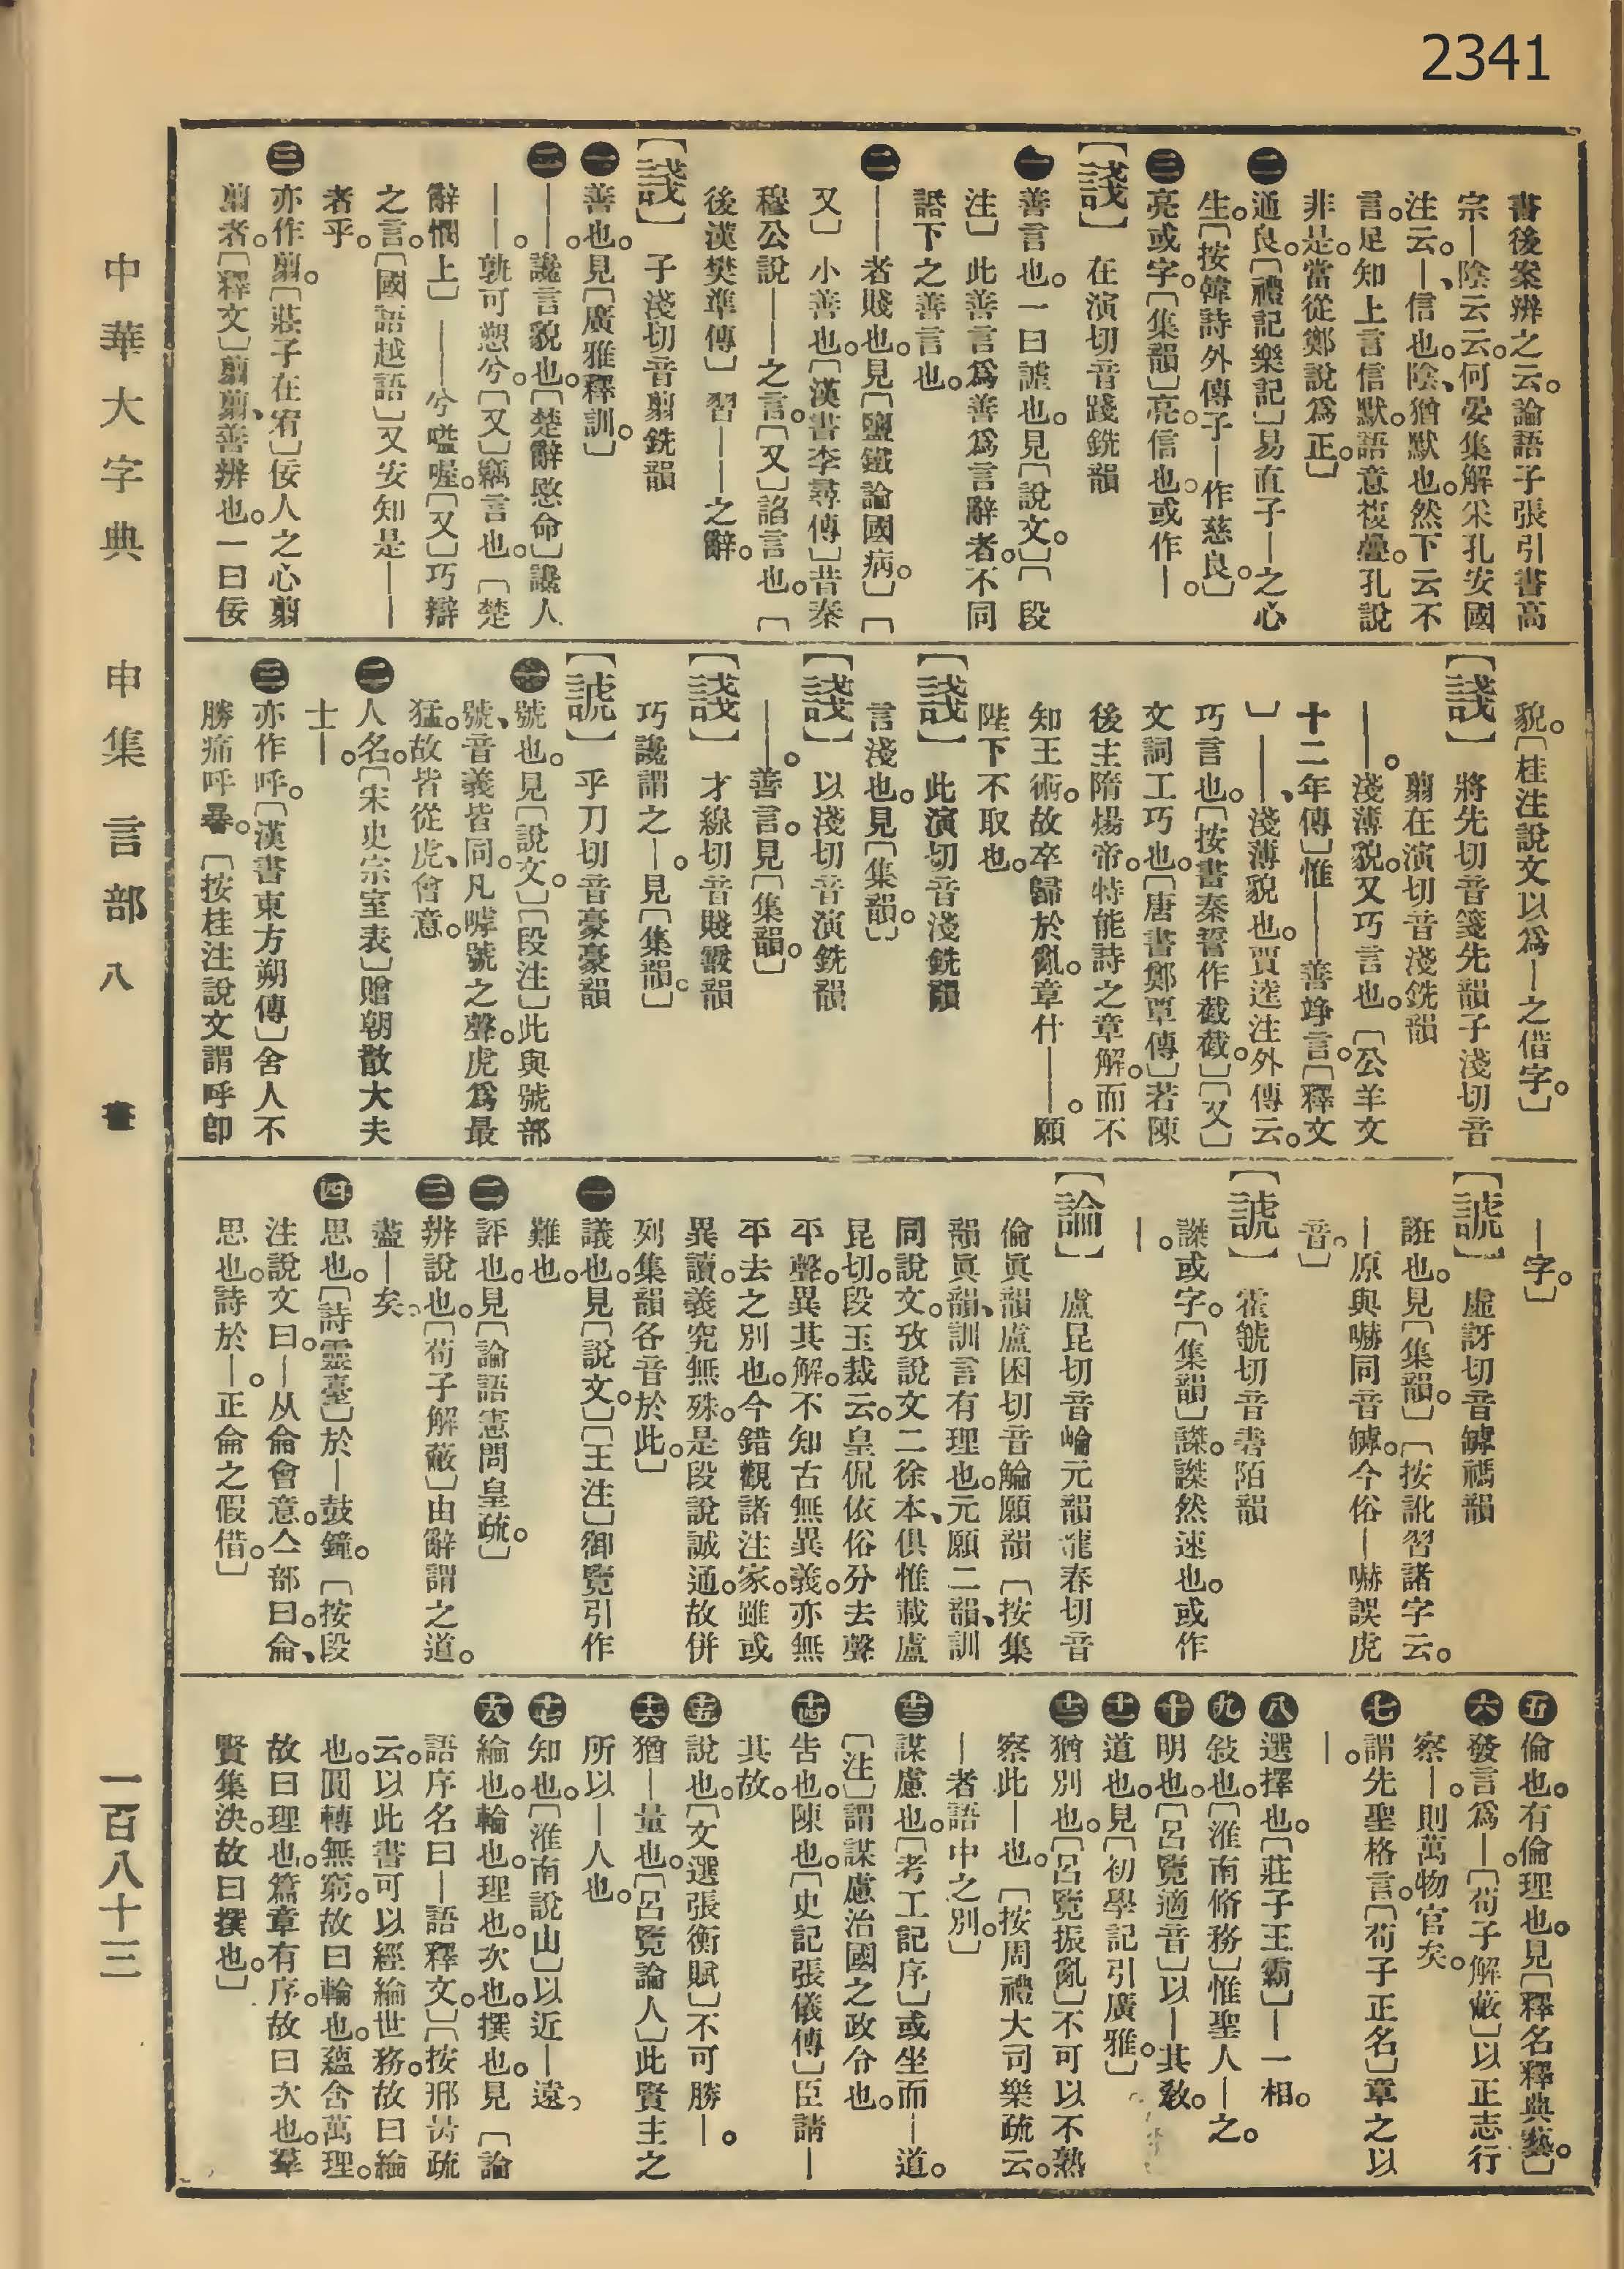 2341
書後案辨之云。論語子張引書高
宗｜陰云云。何晏集解采孔安國
注云。｜、信也。陰、猶默也。然下云不
言。足知上言信默。語意複疊。孔說
非是。當從鄭說爲正。〕
㊁通良。〔禮記樂記〕易直子｜之心
生。〔按韓詩外傳子｜作慈良。〕
㊂亮或字。〔集韻〕亮。信也。或作｜。
【諓】在演切音踐銑韻
㊀善言也。一曰謔也。見〔說文。〕〔段
注〕此善言爲善爲言辭者。不同
話下之善言也。
㊁｜｜者賤也。見〔鹽鐵論國病。〕〔
又〕小善也。〔漢書李尋傳〕昔秦
穆公說｜｜之言。〔又〕諂言也。〔
後漢樊準傳〕習｜｜之辭。
【諓】子淺切音翦銑韻
㊀善也。見〔廣雅釋訓。〕
㊁｜｜。讒言貌也。〔楚辭愍命〕讒人
｜｜。孰可愬兮。〔又〕竊言也。〔楚
辭憫上〕｜｜兮嗌喔。〔又〕巧辯
之言。〔國語越語〕又安知是｜｜
者乎。
㊂亦作翦。〔莊子在宥〕佞人之心翦
翦者。〔釋文〕翦翦、善辨也。一曰佞
貌。〔桂注說文以爲｜之借字。〕
【諓】將先切音箋先韻子淺切音
翦在演切音淺銑韻
｜｜。淺薄貌。又巧言也。〔公羊文
十二年傳〕惟｜｜善竫言。〔釋文
〕｜｜、淺薄貌也。賈逵注外傳云。
巧言也。〔按書秦誓作截截。〕〔又〕
文詞工巧也。〔唐書鄭覃傳。〕若陳
後主隋煬帝。特能詩之章解。而不
知王術。故卒歸於亂。章什｜｜。願
陛下不取也。
【諓】此演切音淺銑韻
言淺也。見〔集韻。〕
【諓】以淺切音演銑韻
｜｜。善言。見〔集韻。〕
【諓】才線切音賤霰韻
巧讒謂之｜。見〔集韻。〕
【諕】乎刀切音豪豪韻
㊀號也。見〔說文。〕〔段注〕此與號部
號、音義皆同。凡嘑號之聲。虎爲最
猛。故皆從虎、會意。
㊁人名。〔宋史宗室表〕贈朝散大夫
士｜。
㊂亦作呼。〔漢書東方朔傳〕舍人不
勝痛呼䂂。〔按桂注說文謂呼卽
｜字。〕
【諕】虛訝切音罅禡韻
誑也。見〔集韻。〕〔按訛習諸字云。
｜原與嚇同音罅。今俗｜嚇誤虎
音。〕
【諕】霍虢切音砉陌韻
謋或字。〔集韻〕謋。謋然速也。或作
｜。
【論】盧昆切音崘元韻龍春切音
倫眞韻盧困切音䑳願韻〔按集
韻眞韻、訓言有理也。元願二韻、訓
同說文。攷說文二徐本、俱惟載盧
昆切。段玉裁云。皇侃依俗分去聲
平聲。異其解。不知古無異義。亦無
平去之別也。今錯觀諸注家。雖或
異讀。義究無殊。是段說誠通。故併
列集韻各音於此。〕
㊀議也。見〔說文。〕〔王注〕御覽引作
難也。
㊁評也。見〔論語憲問皇疏。〕
㊂辨說也。〔荀子解蔽〕由辭謂之道。
盡｜矣。
㊃思也。〔詩靈臺〕於｜鼓鐘。〔按段
注說文曰。｜从侖會意。亼部曰。侖、
思也。詩於｜。正侖之假借。〕
㊄倫也。有倫理也。見〔釋名釋典藝。〕
㊅發言爲｜。〔荀子解蔽〕以正志行
察｜。則萬物官矣。
㊆謂先聖格言。〔荀子正名〕章之以
｜。
㊇選擇也。〔莊子王霸〕｜一相。
㊈敍也。〔淮南脩務〕惟聖人｜之。
㊉明也。〔呂覽適音〕以｜其敎。
⑪道也。見〔初學記引廣雅。〕
⑫猶別也。〔呂覽振亂〕不可以不熟
察此｜也。〔按周禮大司樂疏云。
｜者語中之別。〕
⑬謀慮也。〔考工記序〕或坐而｜道。
〔注〕謂謀慮治國之政令也。
⑭告也。陳也。〔史記張儀傳〕臣請｜
其故。
⑮說也。〔文選張衡賦〕不可勝｜。
⑯猶｜量也。〔呂覽論人〕此賢主之
所以｜人也。
⑰知也。〔淮南說山〕以近｜遠。
⑱綸也。輪也。理也。次也。撰也。見〔論
語序名曰｜語釋文。〕〔按邢昺疏
云。以此書可以經綸世務。故曰綸
也。圓轉無窮。故曰輪也。蘊含萬理。
故曰理也。篇章有序。故曰次也。羣
賢集決。故曰撰也。〕
中華大字典　申集　言部　八畫　一百八十三